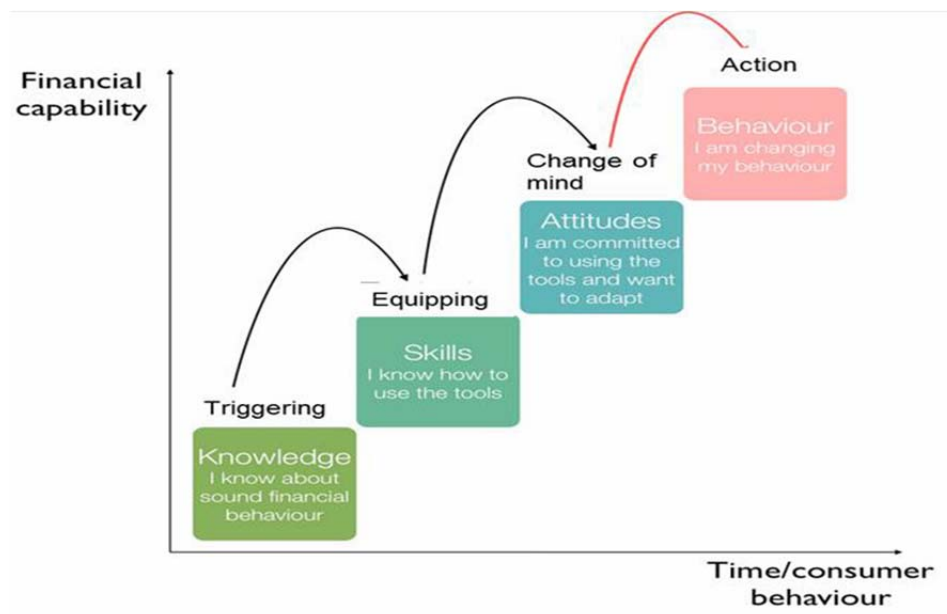 Financial
capability
Action
Behaviour
I am changing
my behaviour
Change of
mind
Attitudes
I am committed
to using the
tools and want
to adapt
Equipping
Skills
I know how to
use the tools
Triggering
Knowledge
I know about
sound financial
behaviour
Time/consumer
behaviour